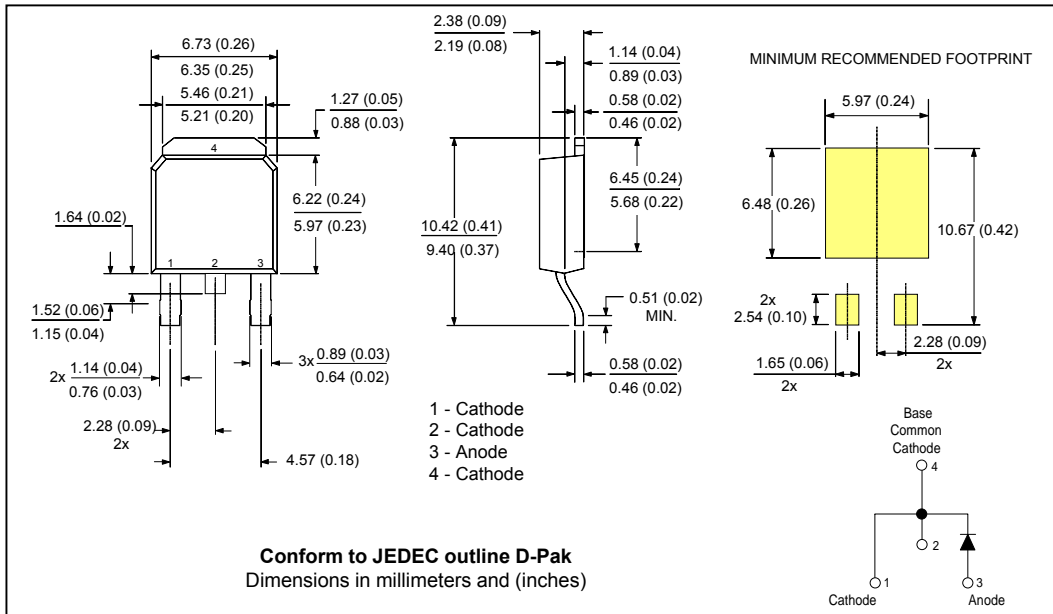 6.73 (0.26)
6.35 (0.25)
5.46 (0.21)
5.21 (0.20)
1.27 (0.05)
0.88 (0.03)
4
6.22 (0.24)
5.97 (0.23)
1.64 (0.02)
1
2
3
1.52 (0.06)
1.15 (0.04)
2x 1.14 (0.04)
0.76 (0.03)
3x 0.89 (0.03)
0.64 (0.02)
2.28 (0.09)
2x
4.57 (0.18)
2.38 (0.09)
2.19 (0.08)
1.14 (0.04)
0.89 (0.03)
0.58 (0.02)
0.46 (0.02)
10.42 (0.41)
9.40 (0.37)
6.45 (0.24)
5.68 (0.22)
0.51 (0.02)
MIN.
0.58 (0.02)
0.46 (0.02)
1 - Cathode
2 - Cathode
3 - Anode
4 - Cathode
MINIMUM RECOMMENDED FOOTPRINT
5.97 (0.24)
6.48 (0.26)
10.67 (0.42)
2x
2.54 (0.10)
2.28 (0.09)
2x
1.65 (0.06)
2x
Base
Common
Cathode
4
2
1
3
Cathode
Anode
Conform to JEDEC outline D-Pak
Dimensions in millimeters and (inches)